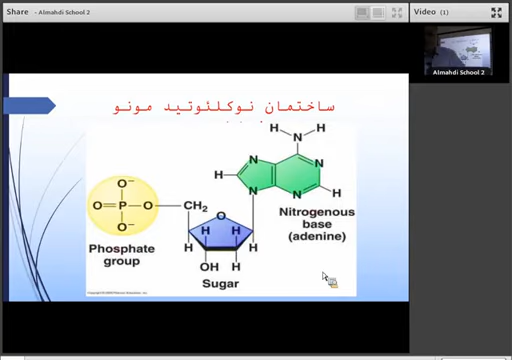 Share
Almahdi School 2
Video (1)
Almahdi School 2
ساختمان نوکلئوتید مونو
H
H
N
N
N
H
N
N
H
O⁻
O=P—O
O⁻
CH₂
O
H
H
H
H
OH
H
Nitrogenous
base
(adenine)
Phosphate
group
Sugar